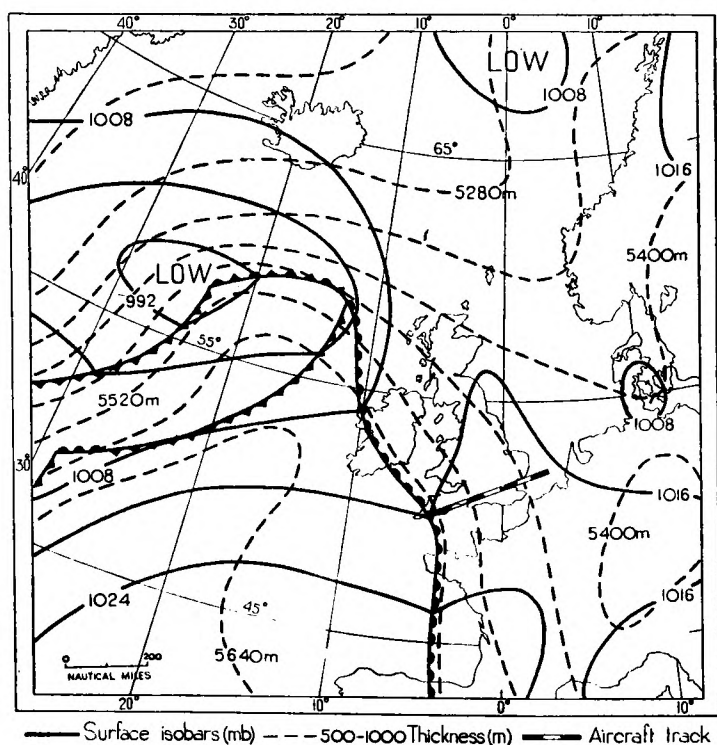 40° 30° 20° 10° 0° 10°
LOW
1008
1008
65°
40°
1016
5280m
5400m
LOW
992
55°
5520m
1008
30°
1008
1016
5400m
1024
45°
1016
5640m
0 200
NAUTICAL MILES
20° 10° 0° 10°
Surface isobars (mb) 500-1000 Thickness (m) Aircraft track